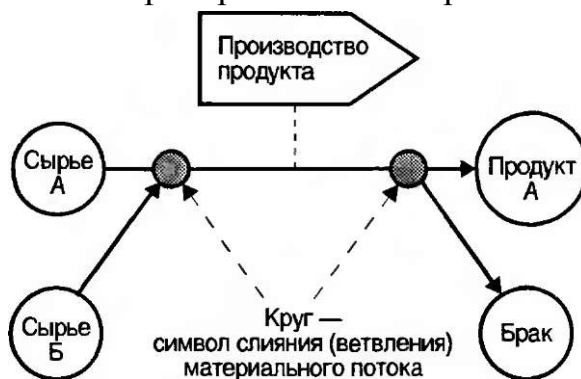 Производство
продукта
Сырье
А
Продукт
А
Сырье
Б
Круг —
символ слияния (ветвления)
материального потока
Брак